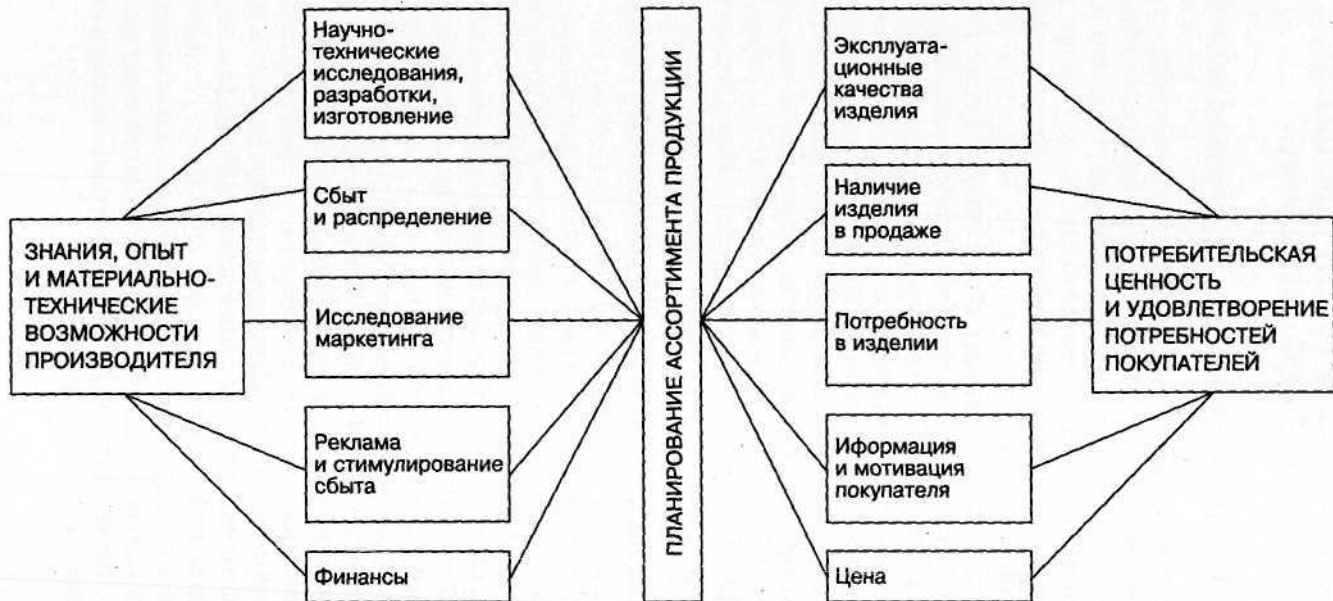 ЗНАНИЯ, ОПЫТ
И МАТЕРИАЛЬНО-
ТЕХНИЧЕСКИЕ
ВОЗМОЖНОСТИ
ПРОИЗВОДИТЕЛЯ
Научно-
технические
исследования,
разработки,
изготовление
Сбыт
и распределение
Исследование
маркетинга
Реклама
и стимулирование
сбыта
Финансы
ПЛАНИРОВАНИЕ АССОРТИМЕНТА ПРОДУКЦИИ
Эксплуата-
ционные
качества
изделия
Наличие
изделия
в продаже
Потребность
в изделии
Иформация
и мотивация
покупателя
Цена
ПОТРЕБИТЕЛЬСКАЯ
ЦЕННОСТЬ
И УДОВЛЕТВОРЕНИЕ
ПОТРЕБНОСТЕЙ
ПОКУПАТЕЛЕЙ